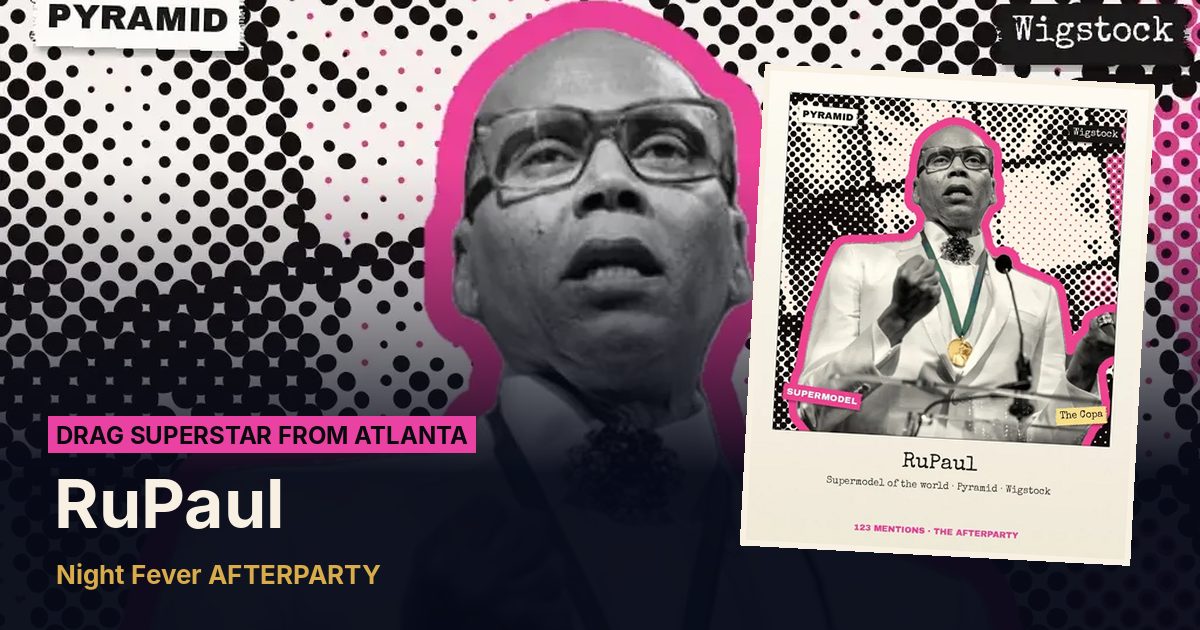 PYRAMID
Wigstock
PYRAMID
Wigstock
SUPERMODEL
The Copa
RuPaul
Supermodel of the world · Pyramid · Wigstock
123 MENTIONS · THE AFTERPARTY
DRAG SUPERSTAR FROM ATLANTA
RuPaul
Night Fever AFTERPARTY